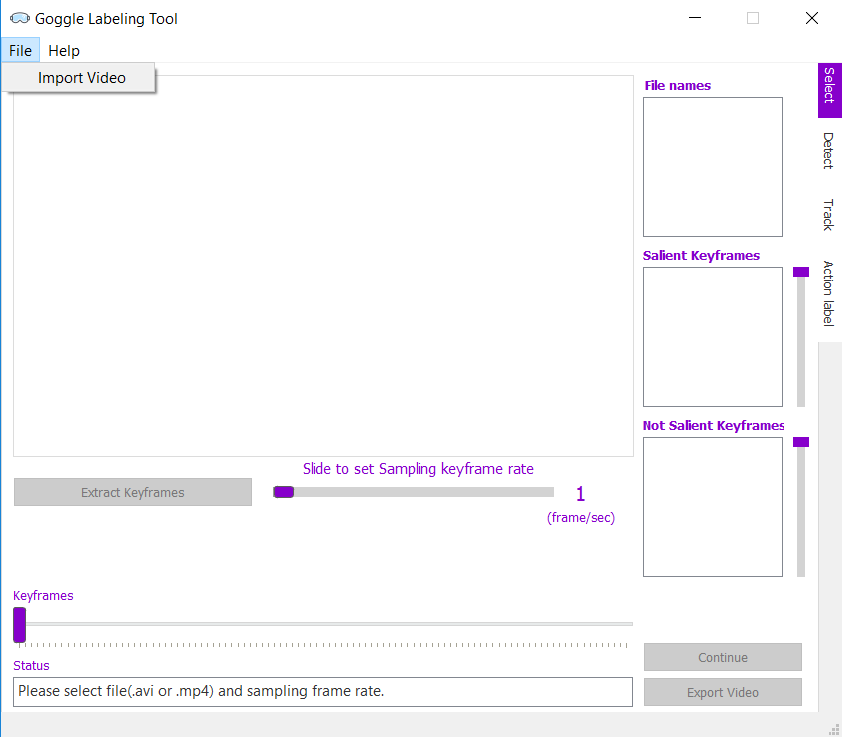 Goggle Labeling Tool
File Help
Import Video
File names
Select
Detect
Track
Action label
Salient Keyframes
Not Salient Keyframes
Slide to set Sampling keyframe rate
Extract Keyframes
1
(frame/sec)
Keyframes
Continue
Status
Please select file(.avi or .mp4) and sampling frame rate.
Export Video